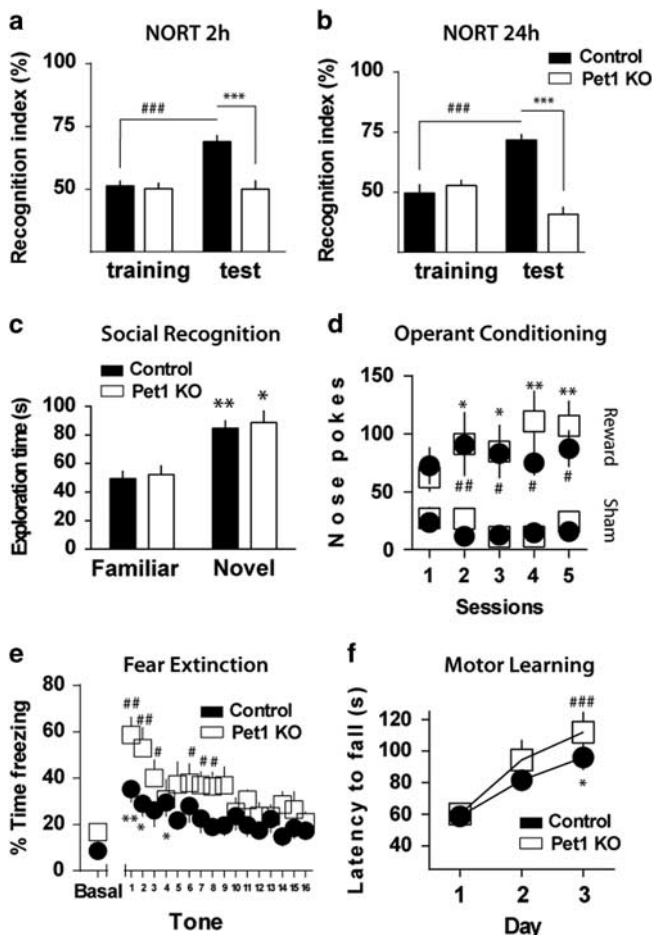 a
NORT 2h
Recognition index (%)
100
75
50
###
***
training test
b
NORT 24h
Control
Pet1 KO
Recognition index (%)
100
75
50
###
***
training test
c
Social Recognition
Control
Pet1 KO
Exploration time (s)
100
80
60
40
20
0
** *
Familiar Novel
d
Operant Conditioning
Nose pokes
150
100
50
0
* * ** **
## # # #
Reward
Sham
1 2 3 4 5
Sessions
e
Fear Extinction
Control
Pet1 KO
% Time freezing
80
60
40
20
0
## ## # # # #
** * *
Basal 1 2 3 4 5 6 7 8 9 10 11 12 13 14 15 16
Tone
f
Motor Learning
Latency to fall (s)
120
100
80
60
40
###
*
Control
Pet1 KO
1 2 3
Day